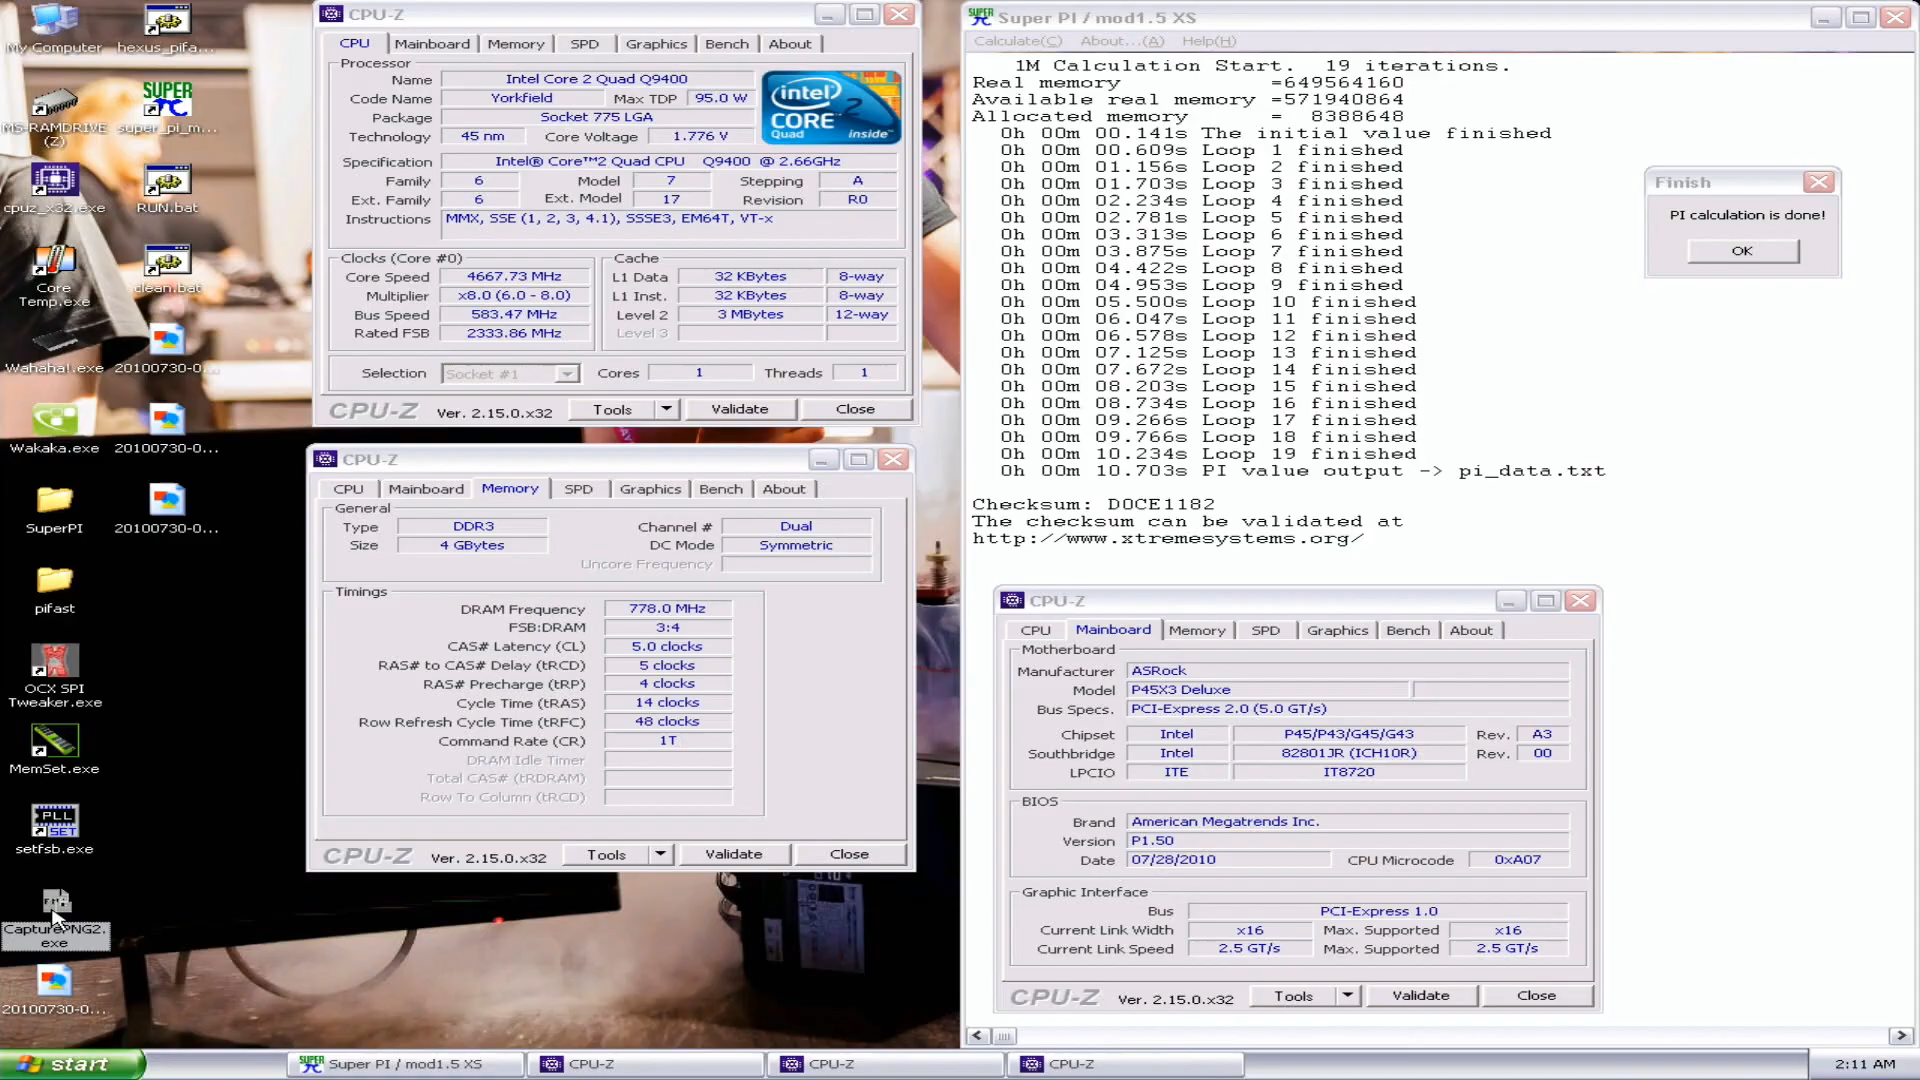 My Computer
hexus_pifa...
MS-RAMDRIVE (Z)
super_pi_m...
cpuz_x32.exe
RUN.bat
Core Temp.exe
clean.bat
Wahaha!.exe
20100730-0...
Wakaka.exe
20100730-0...
SuperPI
20100730-0...
pifast
OCX SPI Tweaker.exe
MemSet.exe
PLL SET
setfsb.exe
CapturePNG2.exe
20100730-0...
CPU-Z
CPU Mainboard Memory SPD Graphics Bench About
Processor
Name Intel Core 2 Quad Q9400
Code Name Yorkfield Max TDP 95.0 W
Package Socket 775 LGA
Technology 45 nm Core Voltage 1.776 V
intel CORE 2 Quad inside™
Specification Intel® Core™2 Quad CPU Q9400 @ 2.66GHz
Family 6 Model 7 Stepping A
Ext. Family 6 Ext. Model 17 Revision R0
Instructions MMX, SSE (1, 2, 3, 4.1), SSSE3, EM64T, VT-x
Clocks (Core #0)
Core Speed 4667.73 MHz
Multiplier x8.0 (6.0 - 8.0)
Bus Speed 583.47 MHz
Rated FSB 2333.86 MHz
Cache
L1 Data 32 KBytes 8-way
L1 Inst. 32 KBytes 8-way
Level 2 3 MBytes 12-way
Level 3
Selection Socket #1 Cores 1 Threads 1
CPU-Z Ver. 2.15.0.x32 Tools Validate Close
CPU-Z
CPU Mainboard Memory SPD Graphics Bench About
General
Type DDR3 Channel # Dual
Size 4 GBytes DC Mode Symmetric
Uncore Frequency
Timings
DRAM Frequency 778.0 MHz
FSB:DRAM 3:4
CAS# Latency (CL) 5.0 clocks
RAS# to CAS# Delay (tRCD) 5 clocks
RAS# Precharge (tRP) 4 clocks
Cycle Time (tRAS) 14 clocks
Row Refresh Cycle Time (tRFC) 48 clocks
Command Rate (CR) 1T
DRAM Idle Timer
Total CAS# (tRDRAM)
Row To Column (tRCD)
CPU-Z Ver. 2.15.0.x32 Tools Validate Close
SUPER π Super PI / mod1.5 XS
Calculate(C) About...(A) Help(H)
1M Calculation Start. 19 iterations.
Real memory =649564160
Available real memory =571940864
Allocated memory = 8388648
0h 00m 00.141s The initial value finished
0h 00m 00.609s Loop 1 finished
0h 00m 01.156s Loop 2 finished
0h 00m 01.703s Loop 3 finished
0h 00m 02.234s Loop 4 finished
0h 00m 02.781s Loop 5 finished
0h 00m 03.313s Loop 6 finished
0h 00m 03.875s Loop 7 finished
0h 00m 04.422s Loop 8 finished
0h 00m 04.953s Loop 9 finished
0h 00m 05.500s Loop 10 finished
0h 00m 06.047s Loop 11 finished
0h 00m 06.578s Loop 12 finished
0h 00m 07.125s Loop 13 finished
0h 00m 07.672s Loop 14 finished
0h 00m 08.203s Loop 15 finished
0h 00m 08.734s Loop 16 finished
0h 00m 09.266s Loop 17 finished
0h 00m 09.766s Loop 18 finished
0h 00m 10.234s Loop 19 finished
0h 00m 10.703s PI value output -> pi_data.txt
Checksum: D0CE1182
The checksum can be validated at
http://www.xtremesystems.org/
Finish
PI calculation is done!
OK
CPU-Z
CPU Mainboard Memory SPD Graphics Bench About
Motherboard
Manufacturer ASRock
Model P45X3 Deluxe
Bus Specs. PCI-Express 2.0 (5.0 GT/s)
Chipset Intel P45/P43/G45/G43 Rev. A3
Southbridge Intel 82801JR (ICH10R) Rev. 00
LPCIO ITE IT8720
BIOS
Brand American Megatrends Inc.
Version P1.50
Date 07/28/2010 CPU Microcode 0xA07
Graphic Interface
Bus PCI-Express 1.0
Current Link Width x16 Max. Supported x16
Current Link Speed 2.5 GT/s Max. Supported 2.5 GT/s
CPU-Z Ver. 2.15.0.x32 Tools Validate Close
start SUPER π Super PI / mod1.5 XS CPU-Z CPU-Z CPU-Z 2:11 AM